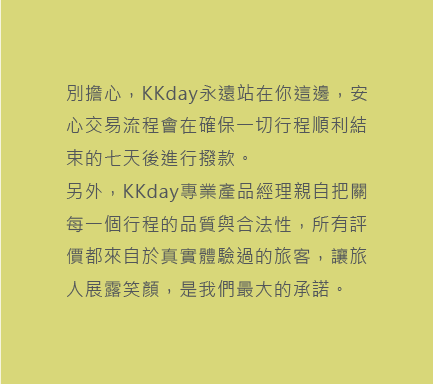 別擔心，KKday永遠站在你這邊，安
心交易流程會在確保一切行程順利結
束的七天後進行撥款。
另外，KKday專業產品經理親自把關
每一個行程的品質與合法性，所有評
價都來自於真實體驗過的旅客，讓旅
人展露笑顏，是我們最大的承諾。